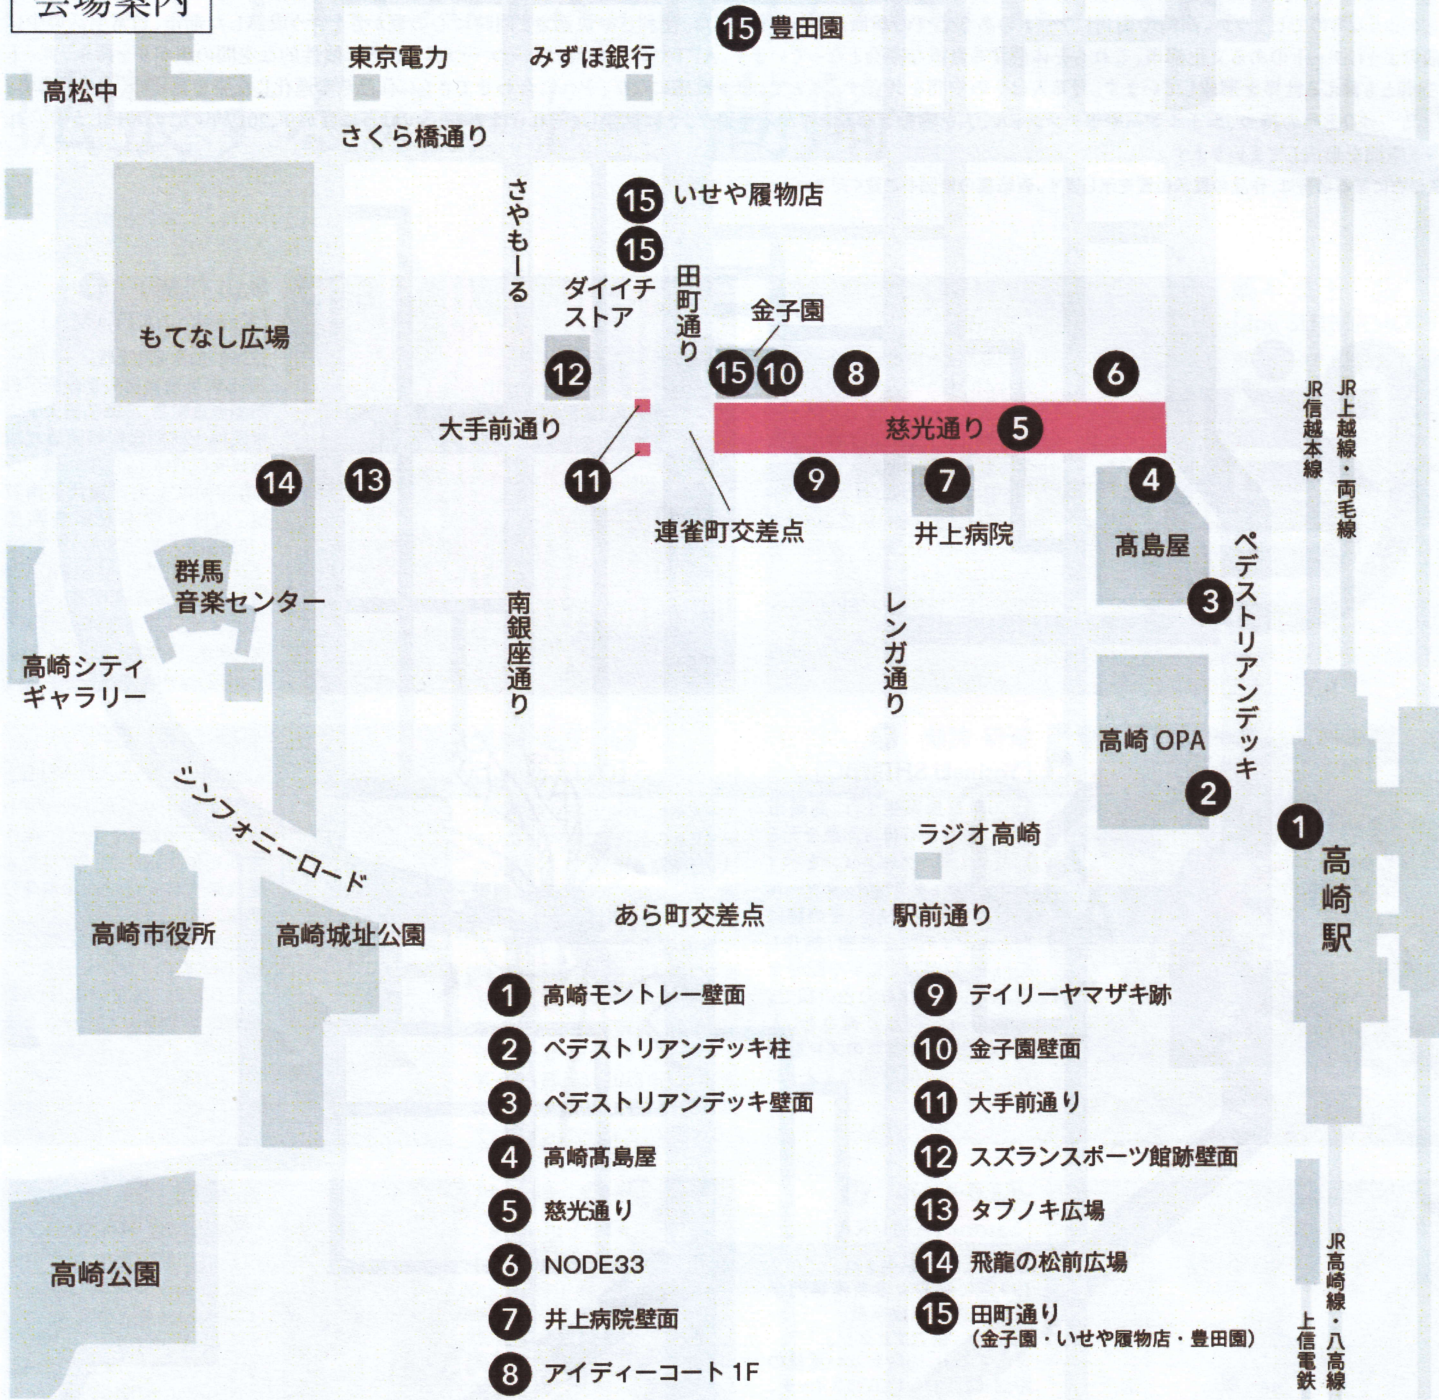 会場案内
15 豊田園
東京電力
みずほ銀行
高松中
さくら橋通り
さやもーる
15 いせや履物店
15
ダイイチ
ストア
田町通り
金子園
もてなし広場
12
15
10
8
6
大手前通り
慈光通り 5
JR信越本線
JR上越線・両毛線
14
13
11
9
7
4
連雀町交差点
井上病院
髙島屋
ペデストリアンデッキ
3
群馬
音楽センター
南銀座通り
レンガ通り
高崎シティ
ギャラリー
高崎 OPA
2
シンフォニーロード
ラジオ高崎
1
高崎駅
あら町交差点
駅前通り
高崎市役所
高崎城址公園
高崎公園
1 高崎モントレー壁面
2 ペデストリアンデッキ柱
3 ペデストリアンデッキ壁面
4 高崎髙島屋
5 慈光通り
6 NODE33
7 井上病院壁面
8 アイディーコート 1F
9 デイリーヤマザキ跡
10 金子園壁面
11 大手前通り
12 スズランスポーツ館跡壁面
13 タブノキ広場
14 飛龍の松前広場
15 田町通り
(金子園・いせや履物店・豊田園)
JR高崎線・八高線
上信電鉄